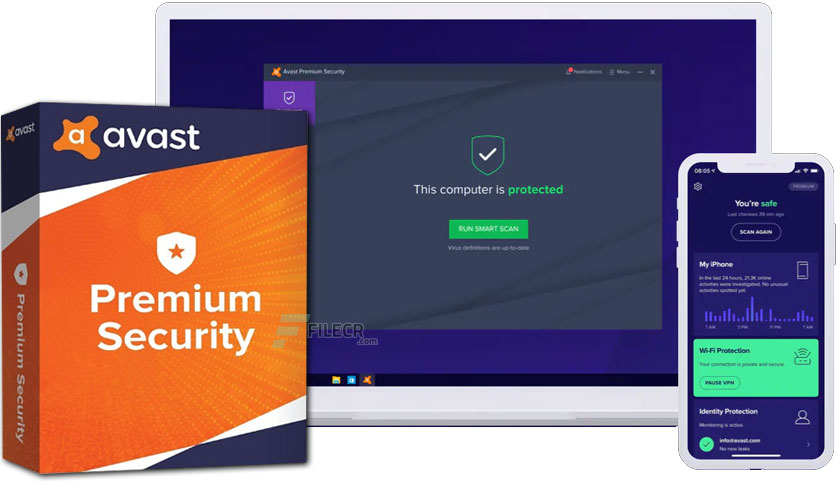 avast
avast
Premium
Security
Premium Security
FILECR
.com
Avast Premium Security
Notifications
Menu
This computer is protected
RUN SMART SCAN
Virus definitions are up-to-date
08:05
PREMIUM
You're safe
Last checked 39 min ago
SCAN AGAIN
My iPhone
In the last 24 hours, 21.3K online
activities were investigated. No unusual
activities spotted yet.
7 AM 3 PM 11 PM 7 AM
Wi-Fi Protection
Your connection is private and secure.
PAUSE VPN
Identity Protection
Monitoring is active.
info@avast.com
No new leaks